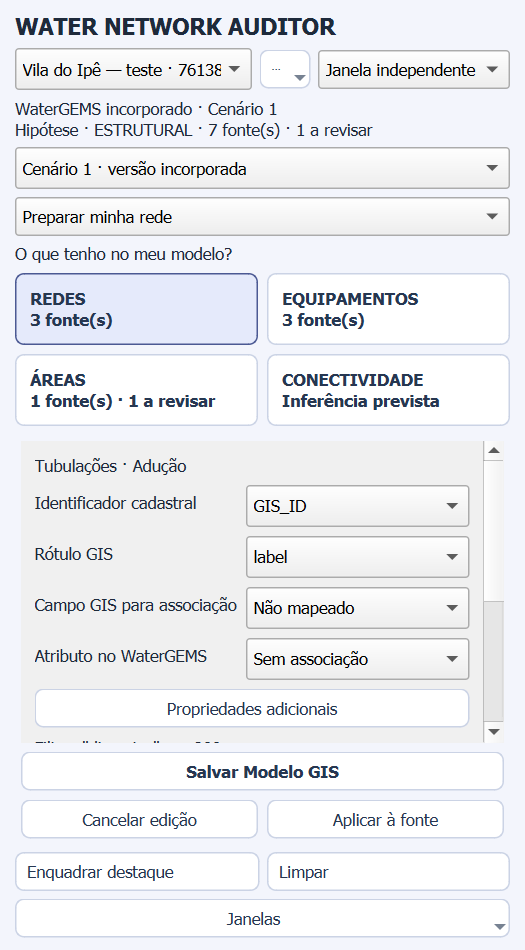 WATER NETWORK AUDITOR
Vila do Ipê — teste · 76138
...
Janela independente
WaterGEMS incorporado · Cenário 1
Hipótese · ESTRUTURAL · 7 fonte(s) · 1 a revisar
Cenário 1 · versão incorporada
Preparar minha rede
O que tenho no meu modelo?
REDES
3 fonte(s)
EQUIPAMENTOS
3 fonte(s)
ÁREAS
1 fonte(s) · 1 a revisar
CONECTIVIDADE
Inferência prevista
Tubulações · Adução
Identificador cadastral
GIS_ID
Rótulo GIS
label
Campo GIS para associação
Não mapeado
Atributo no WaterGEMS
Sem associação
Propriedades adicionais
Salvar Modelo GIS
Cancelar edição
Aplicar à fonte
Enquadrar destaque
Limpar
Janelas